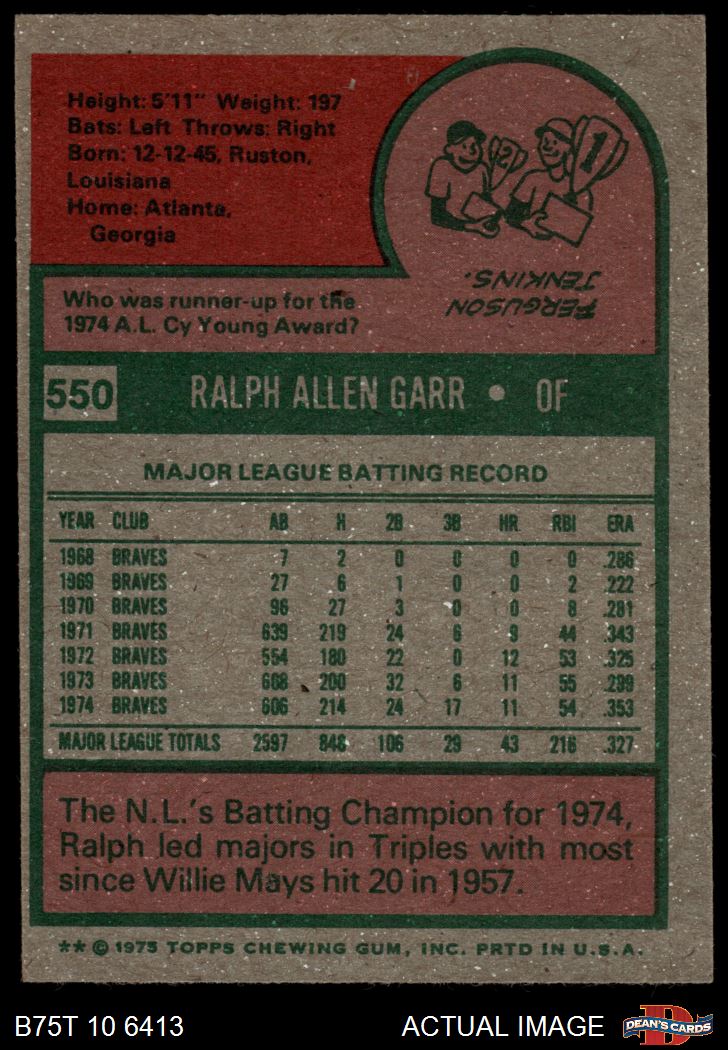 Height: 5'11" Weight: 197
Bats: Left Throws: Right
Born: 12-12-45, Ruston,
Louisiana
Home: Atlanta,
Georgia
2 1
FERGUSON
JENKINS.
Who was runner-up for the
1974 A.L. Cy Young Award?
550 RALPH ALLEN GARR • OF
MAJOR LEAGUE BATTING RECORD
YEAR CLUB AB H 2B 3B HR RBI ERA
1968 BRAVES 7 2 0 0 0 0 .286
1969 BRAVES 27 6 1 0 0 2 .222
1970 BRAVES 96 27 3 0 0 8 .281
1971 BRAVES 639 219 24 6 9 44 .343
1972 BRAVES 554 180 22 0 12 53 .325
1973 BRAVES 668 200 32 6 11 55 .299
1974 BRAVES 606 214 24 17 11 54 .353
MAJOR LEAGUE TOTALS 2597 848 106 29 43 216 .327
The N.L.'s Batting Champion for 1974,
Ralph led majors in Triples with most
since Willie Mays hit 20 in 1957.
** © 1975 TOPPS CHEWING GUM, INC. PRTD IN U.S.A.
B75T 10 6413 ACTUAL IMAGE DEAN'S CARDS